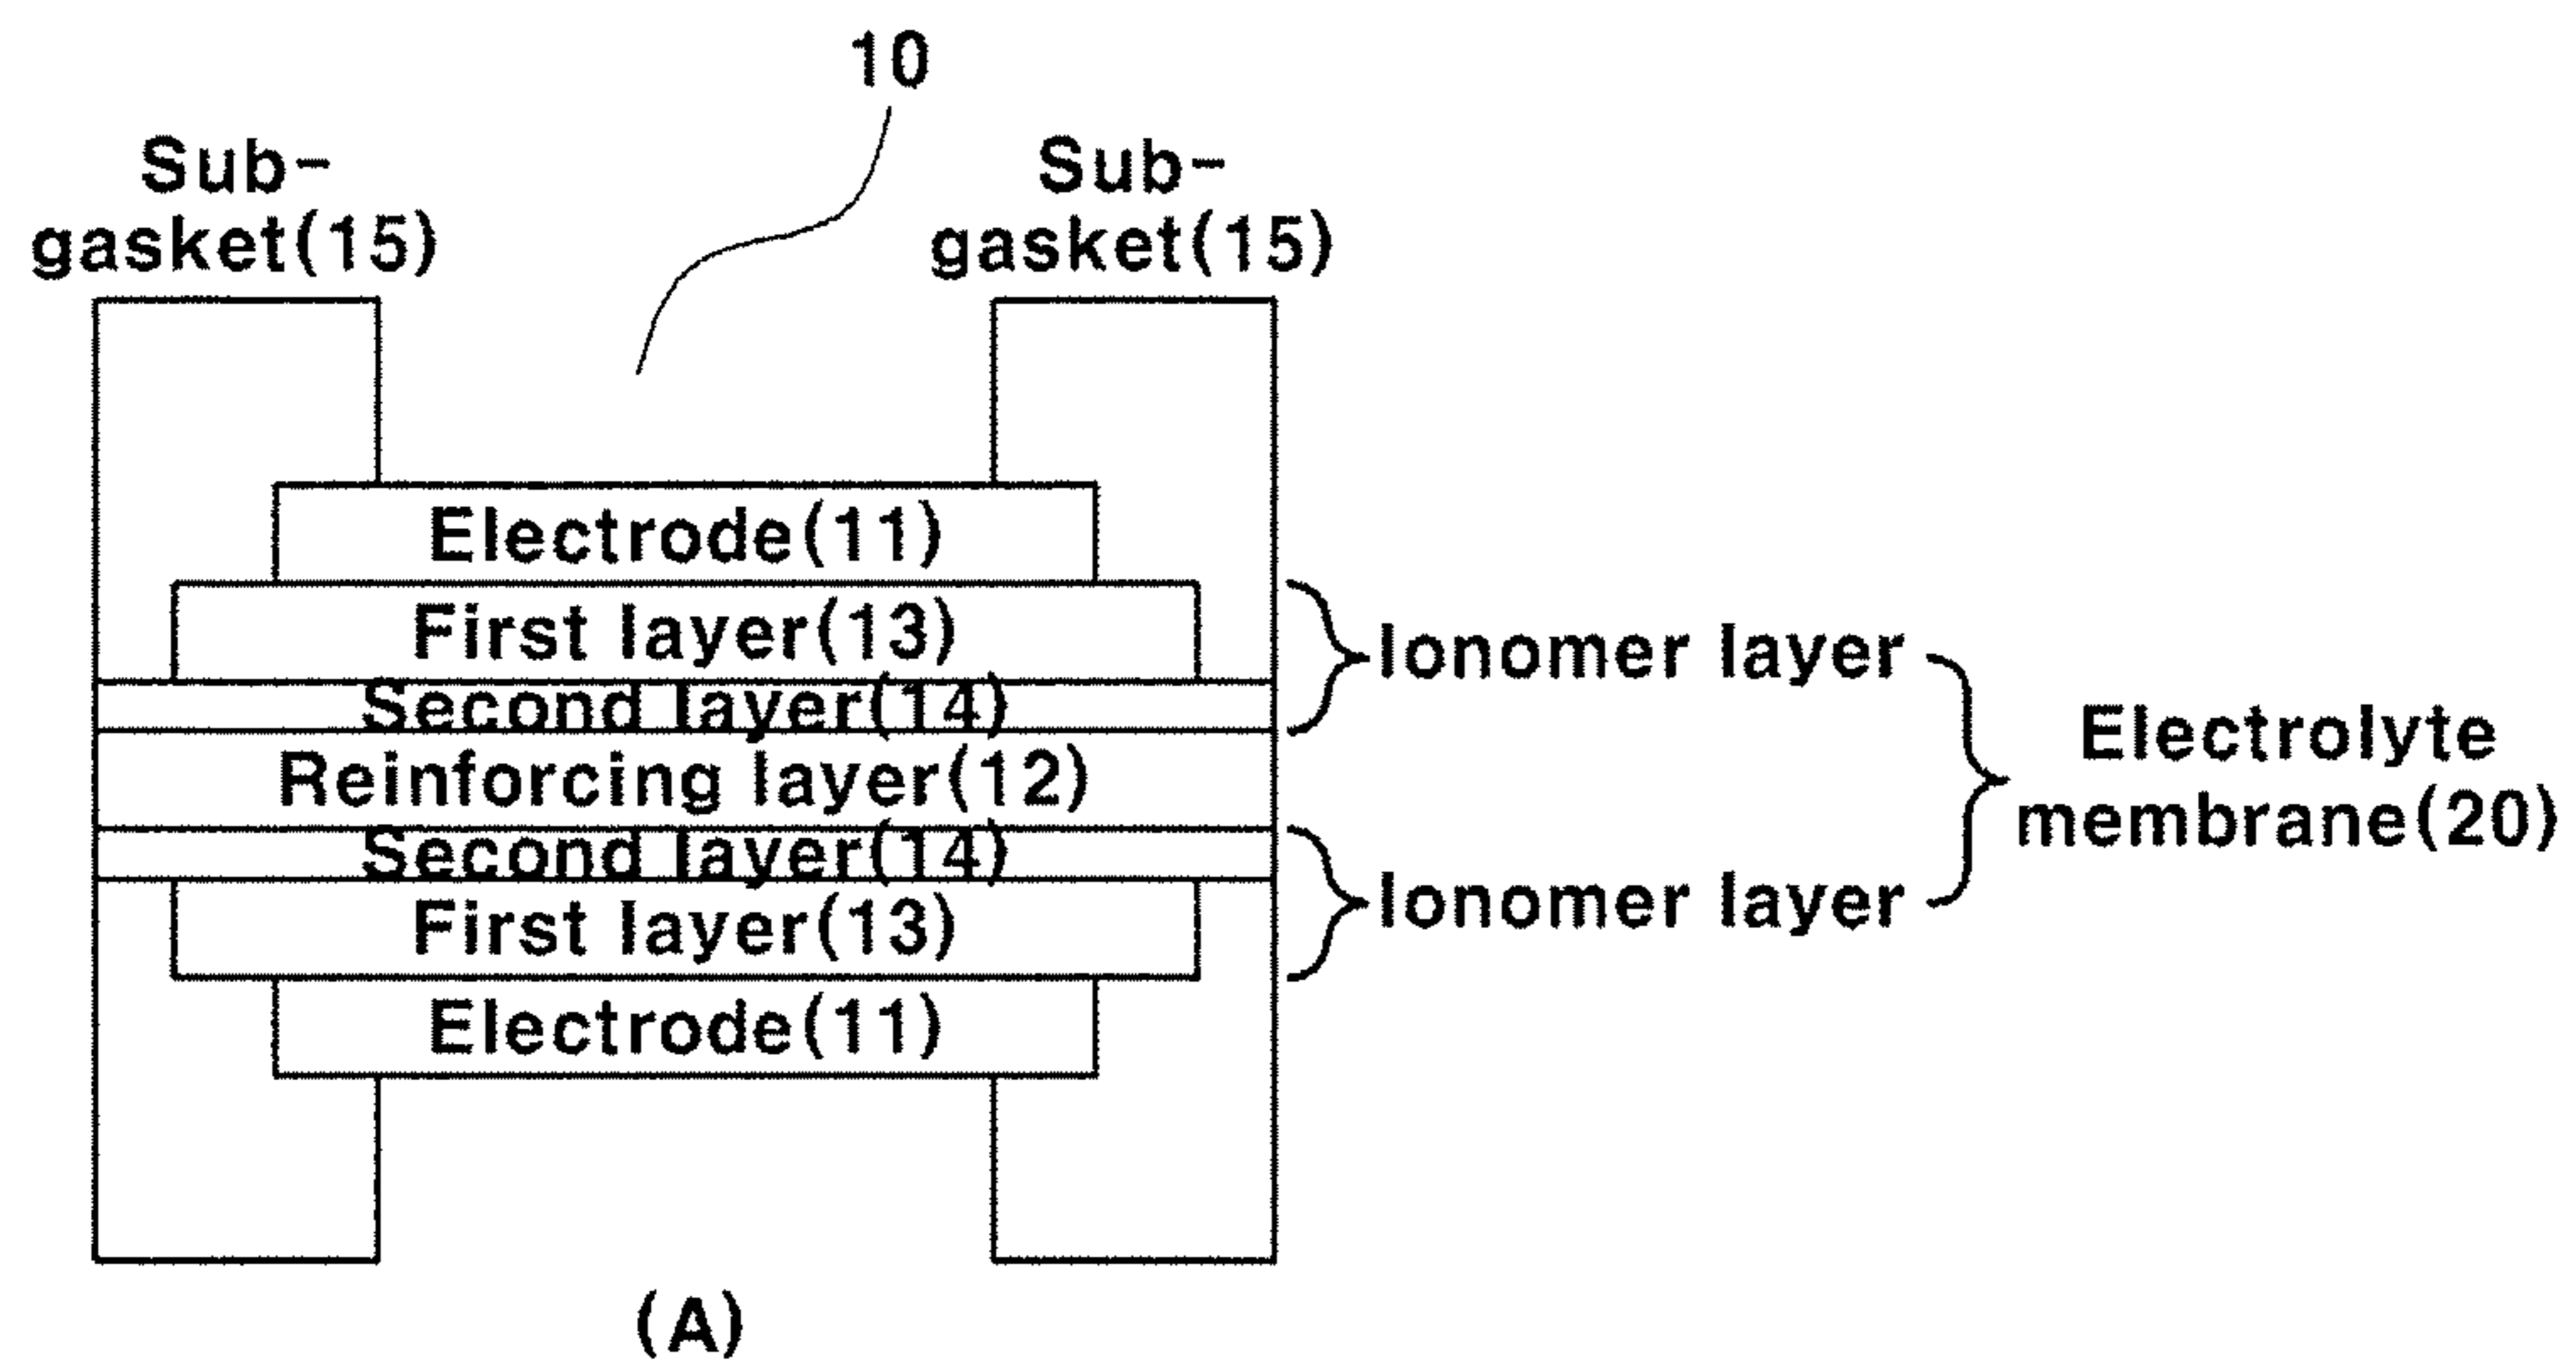 10
Sub-
gasket(15)
Sub-
gasket(15)
Electrode(11)
First layer(13)
Second layer(14)
Reinforcing layer(12)
Second layer(14)
First layer(13)
Electrode(11)
Ionomer layer
Ionomer layer
Electrolyte
membrane(20)
(A)